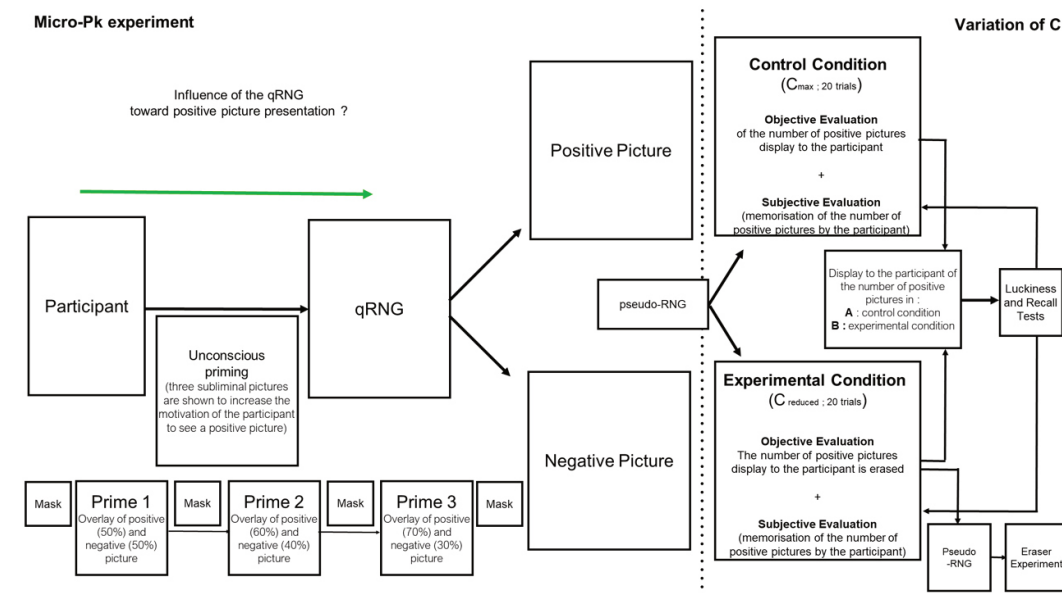 Micro-Pk experiment
Variation of C
Influence of the qRNG
toward positive picture presentation ?
Participant
Unconscious
priming
(three subliminal pictures
are shown to increase the
motivation of the participant
to see a positive picture)
qRNG
Positive Picture
Negative Picture
Mask
Prime 1
Overlay of positive
(50%) and
negative (50%)
picture
Mask
Prime 2
Overlay of positive
(60%) and
negative (40%)
picture
Mask
Prime 3
Overlay of positive
(70%) and
negative (30%)
picture
Mask
pseudo-RNG
Control Condition
(Cmax ; 20 trials)
Objective Evaluation
of the number of positive pictures
display to the participant
+
Subjective Evaluation
(memorisation of the number of
positive pictures by the participant)
Display to the participant of
the number of positive
pictures in :
A : control condition
B : experimental condition
Luckiness
and Recall
Tests
Experimental Condition
(C reduced ; 20 trials)
Objective Evaluation
The number of positive pictures
display to the participant is erased
+
Subjective Evaluation
(memorisation of the number of
positive pictures by the participant)
Pseudo
-RNG
Eraser
Experiment